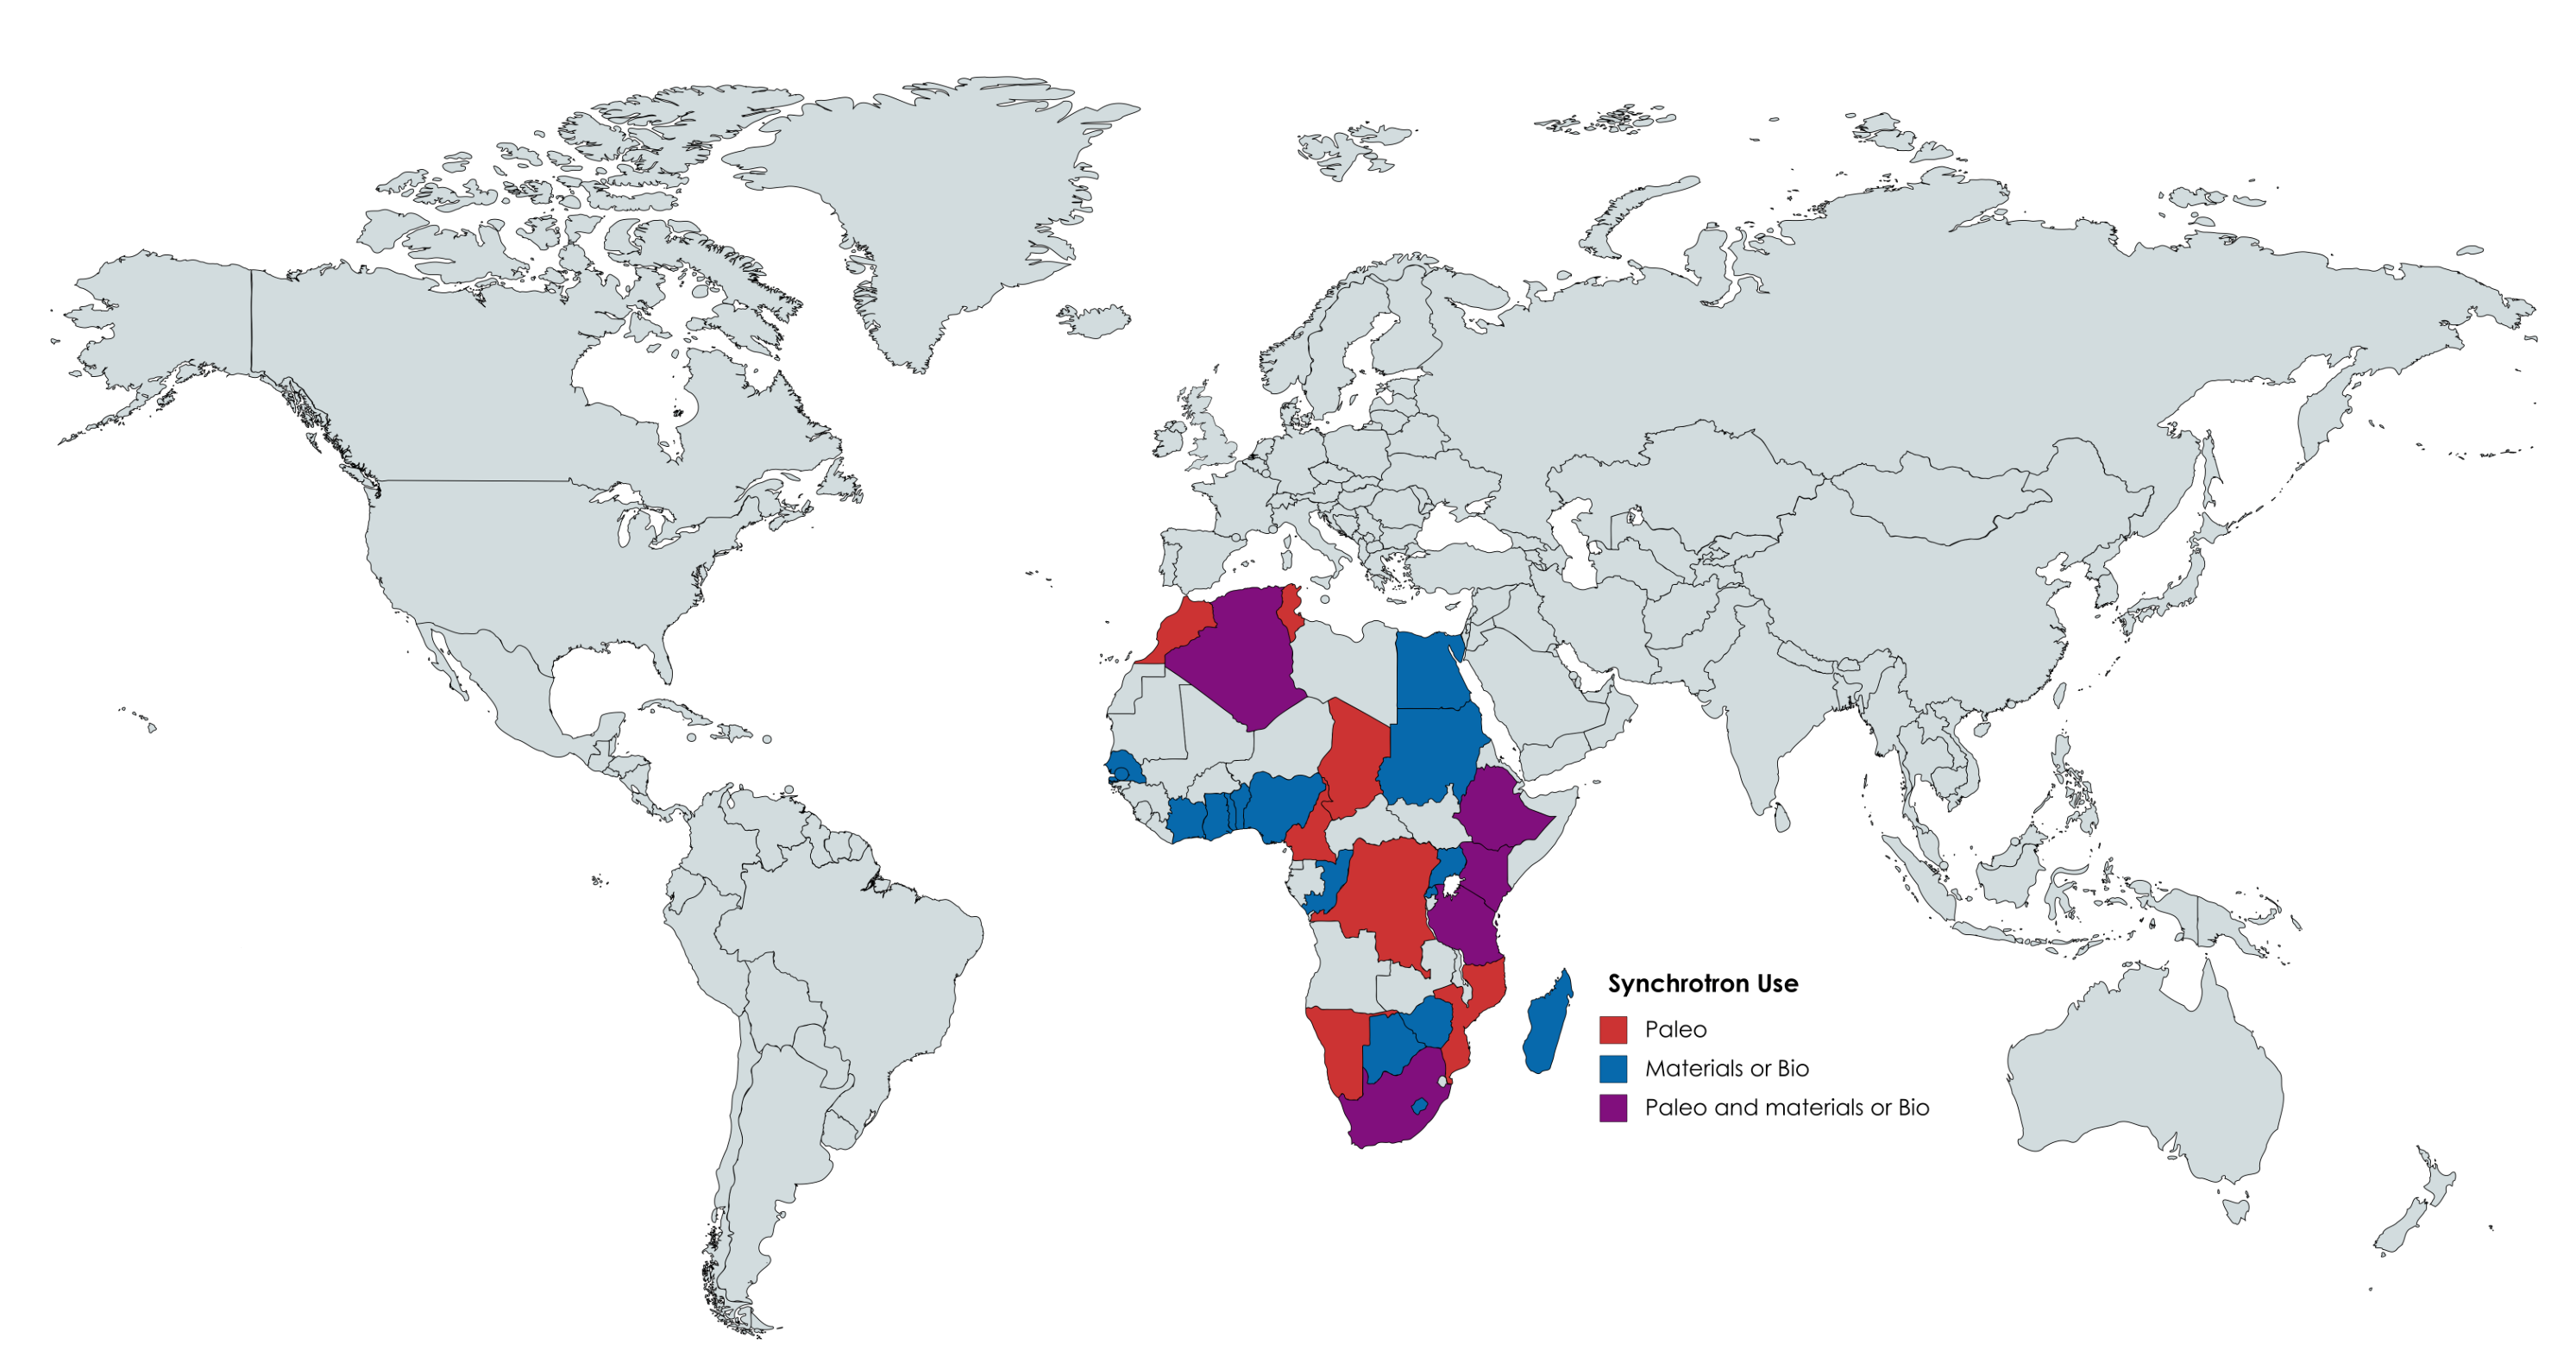 Synchrotron Use
Paleo
Materials or Bio
Paleo and materials or Bio